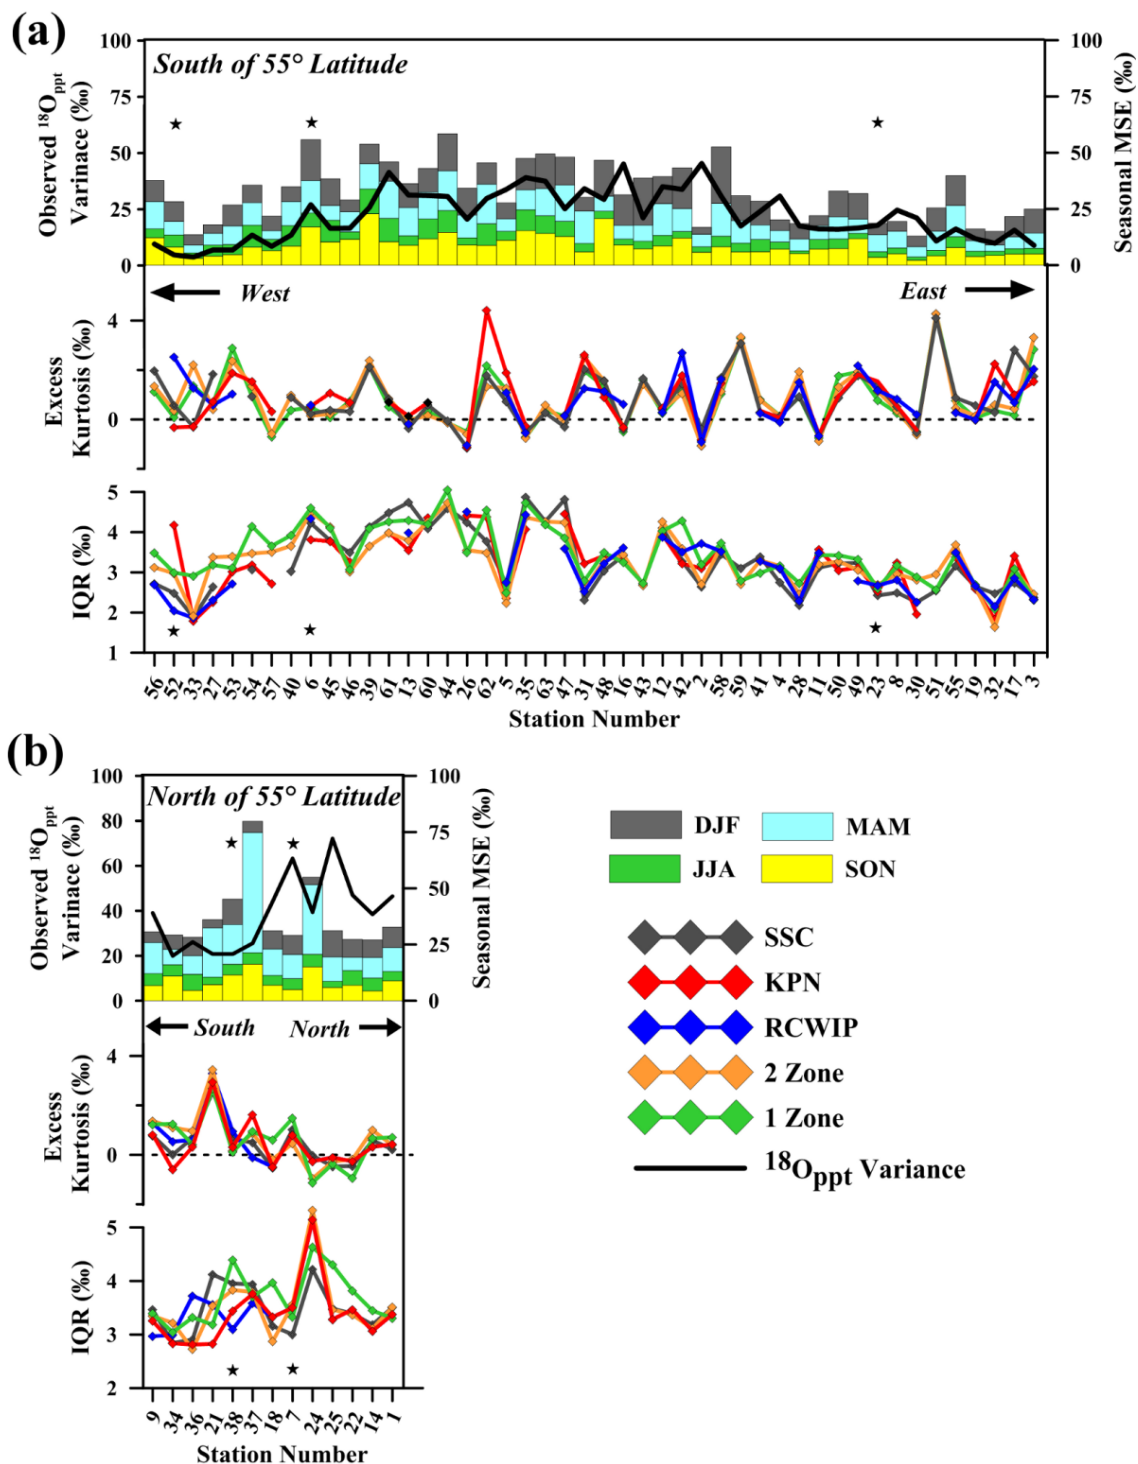 (a)
South of 55° Latitude
Observed ¹⁸Oppt
Varinace (‰)
100
75
50
25
0
100
75
50
25
0
Seasonal MSE (‰)
West
East
Excess
Kurtosis (‰)
4
0
IQR (‰)
5
4
3
2
1
56 52 33 27 53 54 57 40 6 45 46 39 61 13 60 44 26 62 5 35 63 47 31 48 16 43 12 42 2 58 59 41 4 28 11 50 49 23 8 30 51 55 19 32 17 3
Station Number
(b)
North of 55° Latitude
Observed ¹⁸Oppt
Varinace (‰)
100
80
60
40
20
0
100
75
50
25
0
Seasonal MSE (‰)
South
North
Excess
Kurtosis (‰)
4
0
IQR (‰)
5
4
3
2
9 34 36 21 38 37 18 7 24 25 22 14 1
Station Number
DJF
MAM
JJA
SON
SSC
KPN
RCWIP
2 Zone
1 Zone
¹⁸Oppt Variance